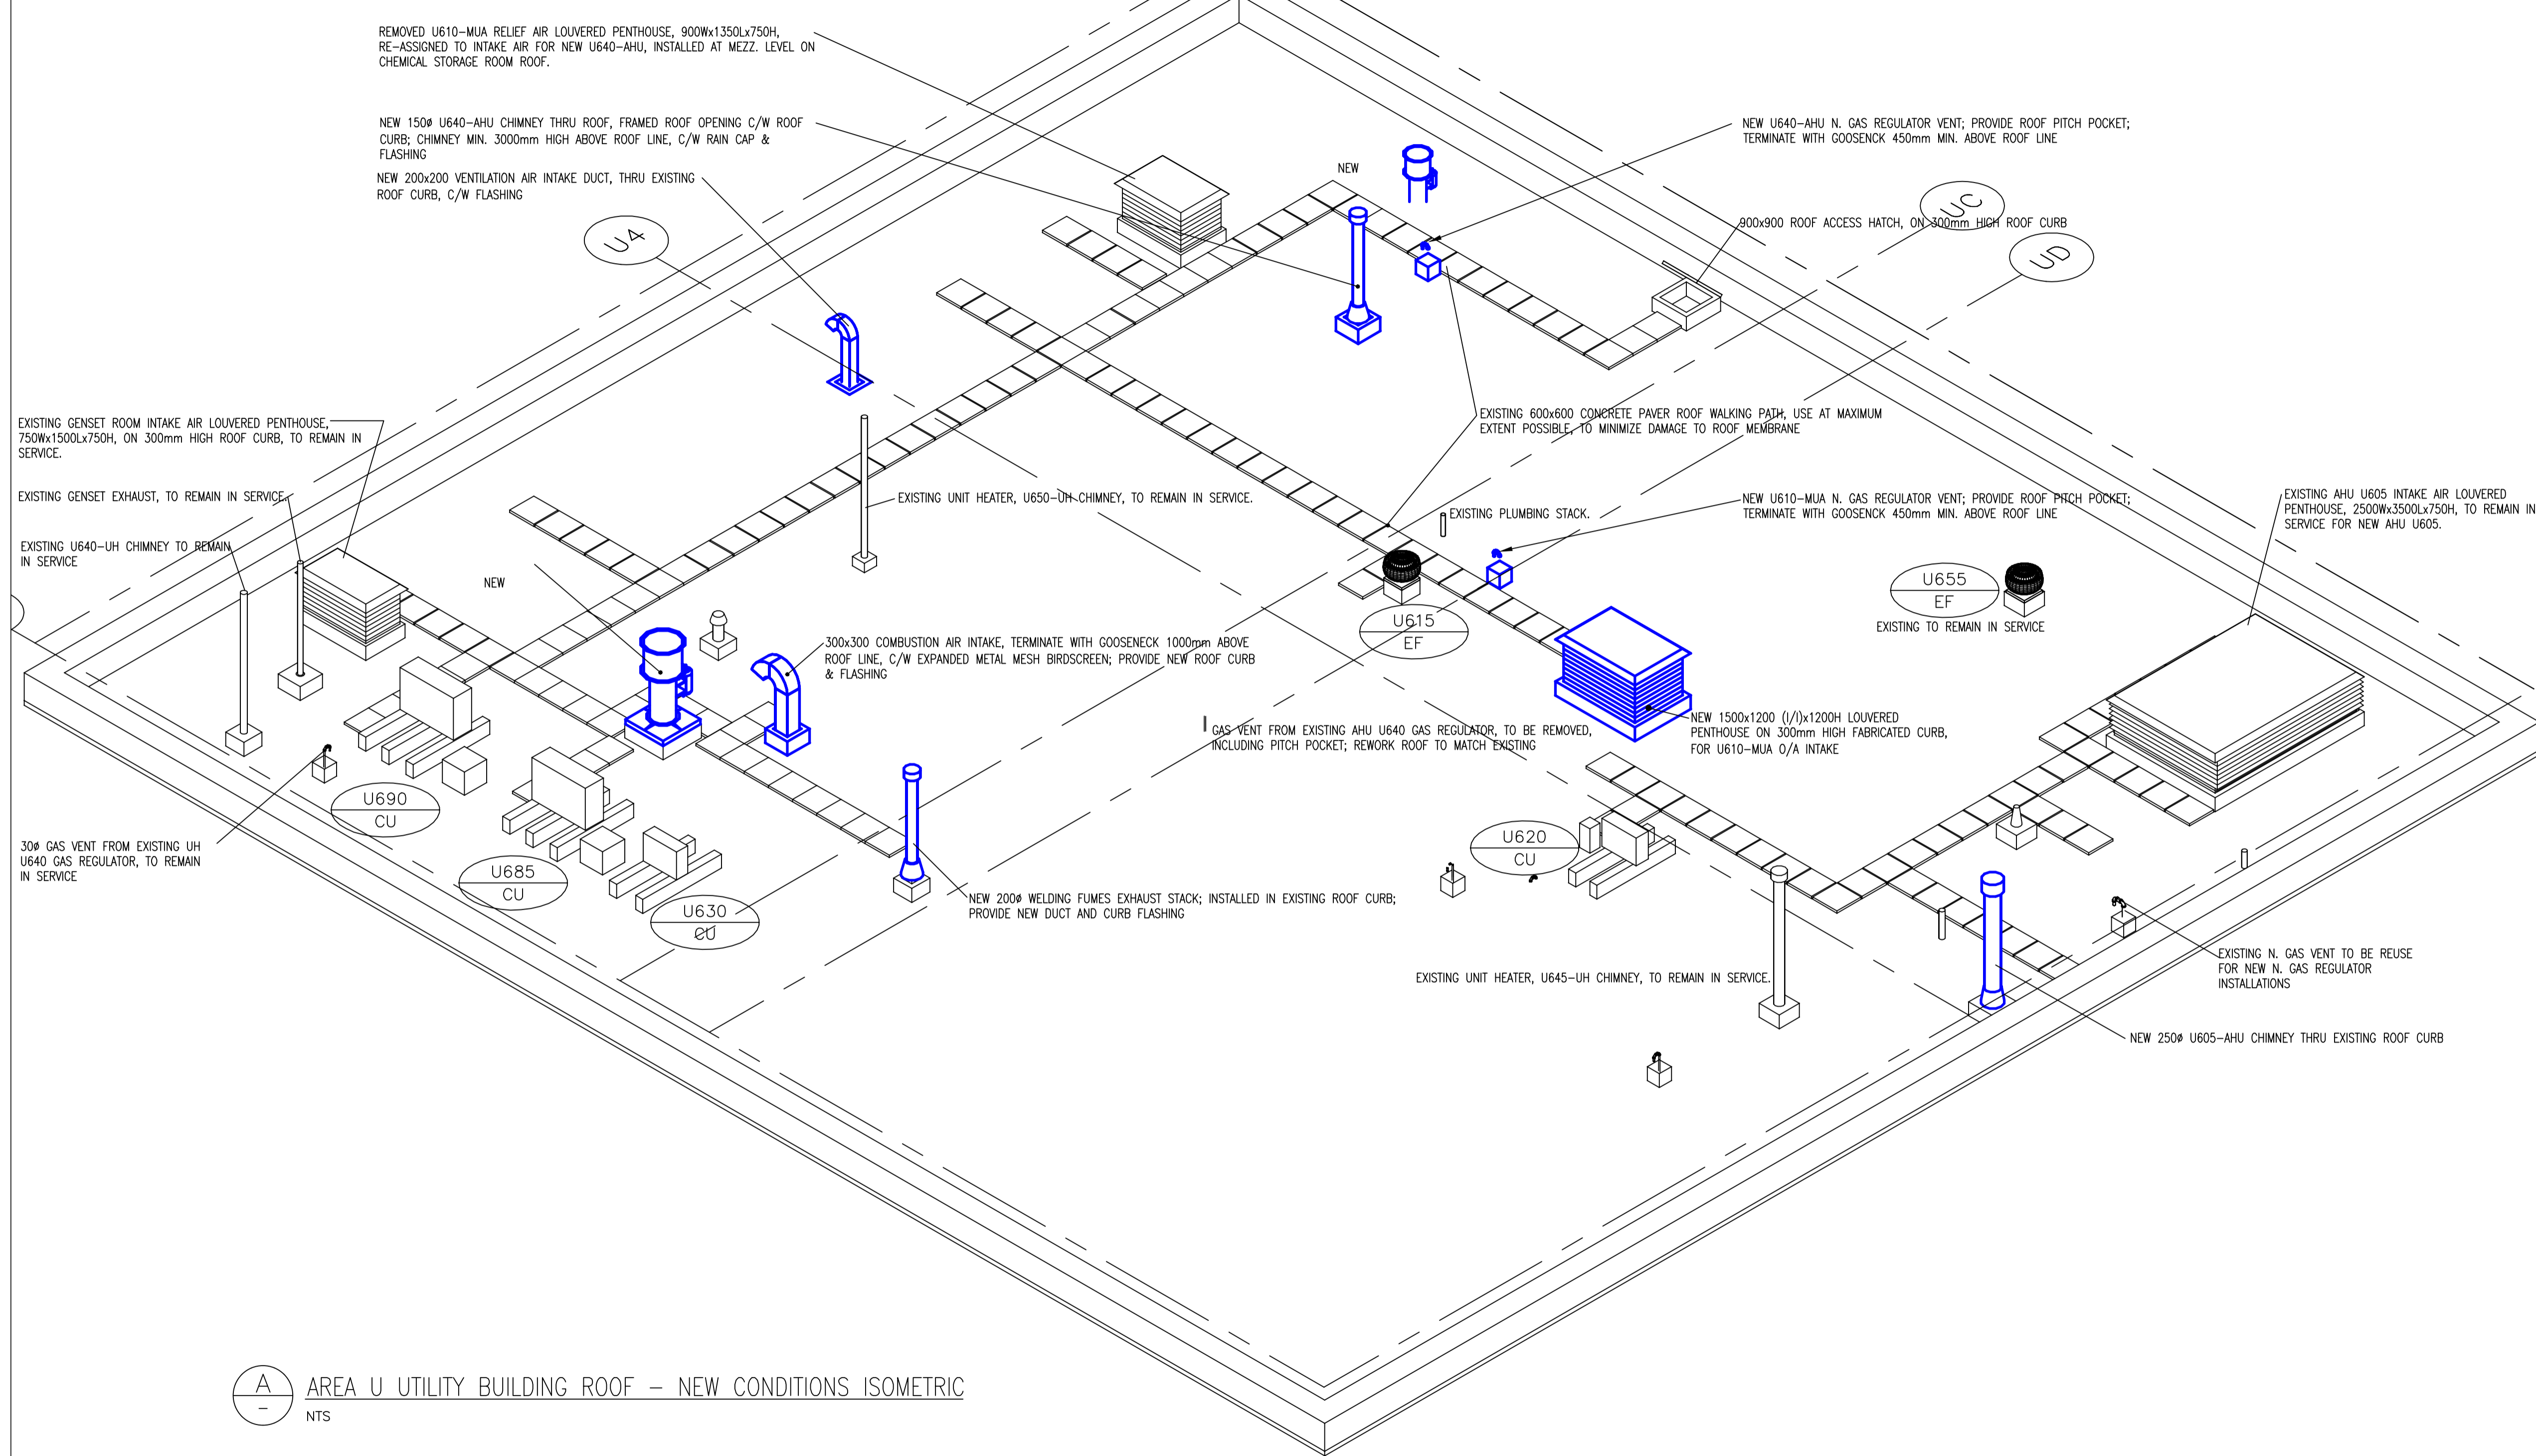 REMOVED U610-MUA RELIEF AIR LOUVERED PENTHOUSE, 900Wx1350Lx750H,
RE-ASSIGNED TO INTAKE AIR FOR NEW U640-AHU, INSTALLED AT MEZZ. LEVEL ON
CHEMICAL STORAGE ROOM ROOF.
NEW 150ø U640-AHU CHIMNEY THRU ROOF, FRAMED ROOF OPENING C/W ROOF
CURB; CHIMNEY MIN. 3000mm HIGH ABOVE ROOF LINE, C/W RAIN CAP &
FLASHING
NEW 200x200 VENTILATION AIR INTAKE DUCT, THRU EXISTING
ROOF CURB, C/W FLASHING
U4
NEW
NEW U640-AHU N. GAS REGULATOR VENT; PROVIDE ROOF PITCH POCKET;
TERMINATE WITH GOOSENCK 450mm MIN. ABOVE ROOF LINE
UC
900x900 ROOF ACCESS HATCH, ON 300mm HIGH ROOF CURB
UD
EXISTING GENSET ROOM INTAKE AIR LOUVERED PENTHOUSE,
750Wx1500Lx750H, ON 300mm HIGH ROOF CURB, TO REMAIN IN
SERVICE.
EXISTING GENSET EXHAUST, TO REMAIN IN SERVICE.
EXISTING U640-UH CHIMNEY TO REMAIN
IN SERVICE
NEW
EXISTING UNIT HEATER, U650-UH CHIMNEY, TO REMAIN IN SERVICE.
EXISTING 600x600 CONCRETE PAVER ROOF WALKING PATH, USE AT MAXIMUM
EXTENT POSSIBLE, TO MINIMIZE DAMAGE TO ROOF MEMBRANE
EXISTING PLUMBING STACK.
NEW U610-MUA N. GAS REGULATOR VENT; PROVIDE ROOF PITCH POCKET;
TERMINATE WITH GOOSENCK 450mm MIN. ABOVE ROOF LINE
EXISTING AHU U605 INTAKE AIR LOUVERED
PENTHOUSE, 2500Wx3500Lx750H, TO REMAIN IN
SERVICE FOR NEW AHU U605.
U615
EF
U655
EF
EXISTING TO REMAIN IN SERVICE
300x300 COMBUSTION AIR INTAKE, TERMINATE WITH GOOSENECK 1000mm ABOVE
ROOF LINE, C/W EXPANDED METAL MESH BIRDSCREEN; PROVIDE NEW ROOF CURB
& FLASHING
GAS VENT FROM EXISTING AHU U640 GAS REGULATOR, TO BE REMOVED,
INCLUDING PITCH POCKET; REWORK ROOF TO MATCH EXISTING
NEW 1500x1200 (I/I)x1200H LOUVERED
PENTHOUSE ON 300mm HIGH FABRICATED CURB,
FOR U610-MUA O/A INTAKE
U690
CU
U685
CU
U630
CU
U620
CU
30ø GAS VENT FROM EXISTING UH
U640 GAS REGULATOR, TO REMAIN
IN SERVICE
NEW 200ø WELDING FUMES EXHAUST STACK; INSTALLED IN EXISTING ROOF CURB;
PROVIDE NEW DUCT AND CURB FLASHING
EXISTING UNIT HEATER, U645-UH CHIMNEY, TO REMAIN IN SERVICE.
EXISTING N. GAS VENT TO BE REUSE
FOR NEW N. GAS REGULATOR
INSTALLATIONS
NEW 250ø U605-AHU CHIMNEY THRU EXISTING ROOF CURB
A
–
AREA U UTILITY BUILDING ROOF – NEW CONDITIONS ISOMETRIC
NTS